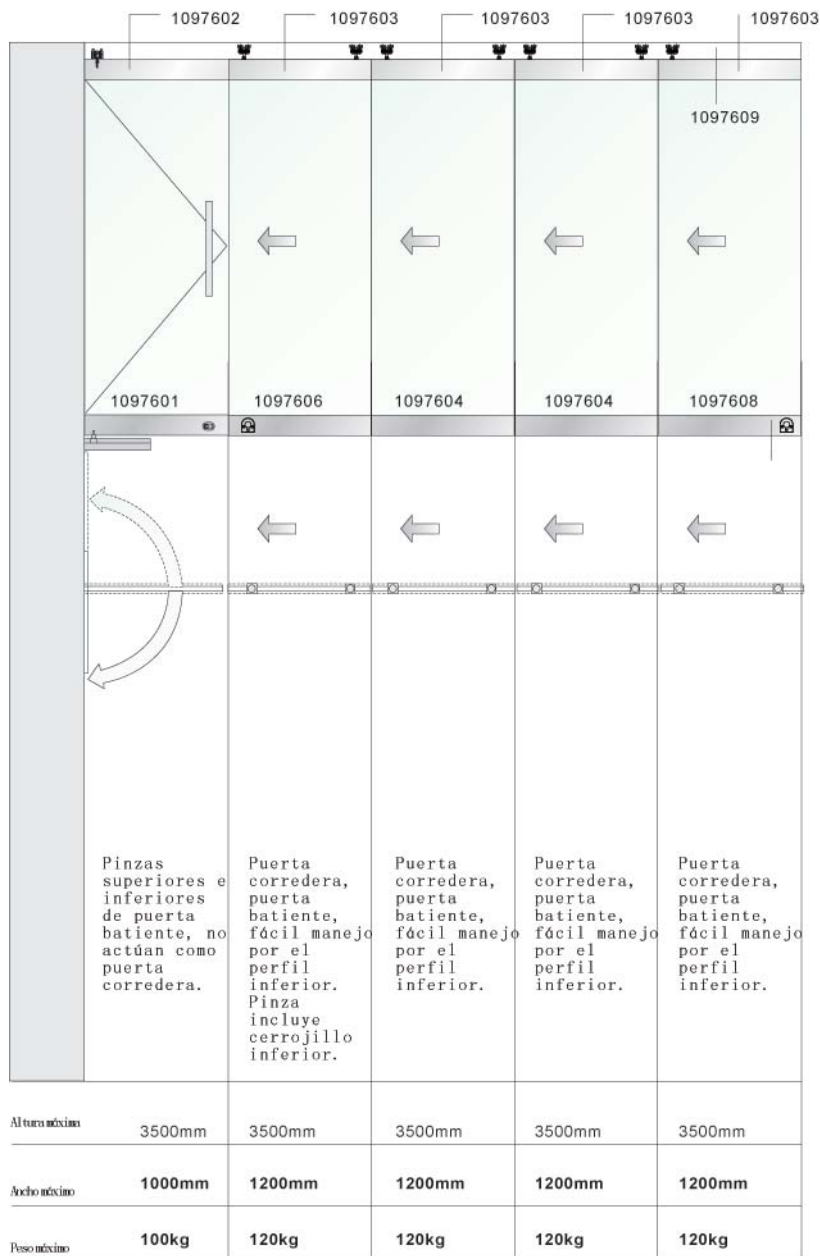 1097602 1097603 1097603 1097603 1097603
1097609
1097601 1097606 1097604 1097604 1097608
Pinzas
superiores e
inferiores
de puerta
batiente, no
actúan como
puerta
corredera.
Puerta
corredera,
puerta
batiente,
fácil manejo
por el
perfil
inferior.
Pinza
incluye
cerrojillo
inferior.
Puerta
corredera,
puerta
batiente,
fácil manejo
por el
perfil
inferior.
Puerta
corredera,
puerta
batiente,
fácil manejo
por el
perfil
inferior.
Puerta
corredera,
puerta
batiente,
fácil manejo
por el
perfil
inferior.
Altura máxima 3500mm 3500mm 3500mm 3500mm 3500mm
Ancho máximo 1000mm 1200mm 1200mm 1200mm 1200mm
Peso máximo 100kg 120kg 120kg 120kg 120kg